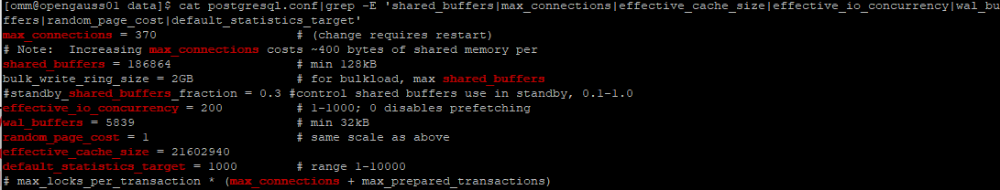 [omm@opengauss01 data]$ cat postgresql.conf|grep -E 'shared_buffers|max_connections|effective_cache_size|effective_io_concurrency|wal_bu
ffers|random_page_cost|default_statistics_target'
max_connections = 370 # (change requires restart)
# Note:  Increasing max_connections costs ~400 bytes of shared memory per
shared_buffers = 186864 # min 128kB
bulk_write_ring_size = 2GB # for bulkload, max shared_buffers
#standby_shared_buffers_fraction = 0.3 #control shared buffers use in standby, 0.1-1.0
effective_io_concurrency = 200 # 1-1000; 0 disables prefetching
wal_buffers = 5839 # min 32kB
random_page_cost = 1 # same scale as above
effective_cache_size = 21602940
default_statistics_target = 1000 # range 1-10000
# max_locks_per_transaction * (max_connections + max_prepared_transactions)